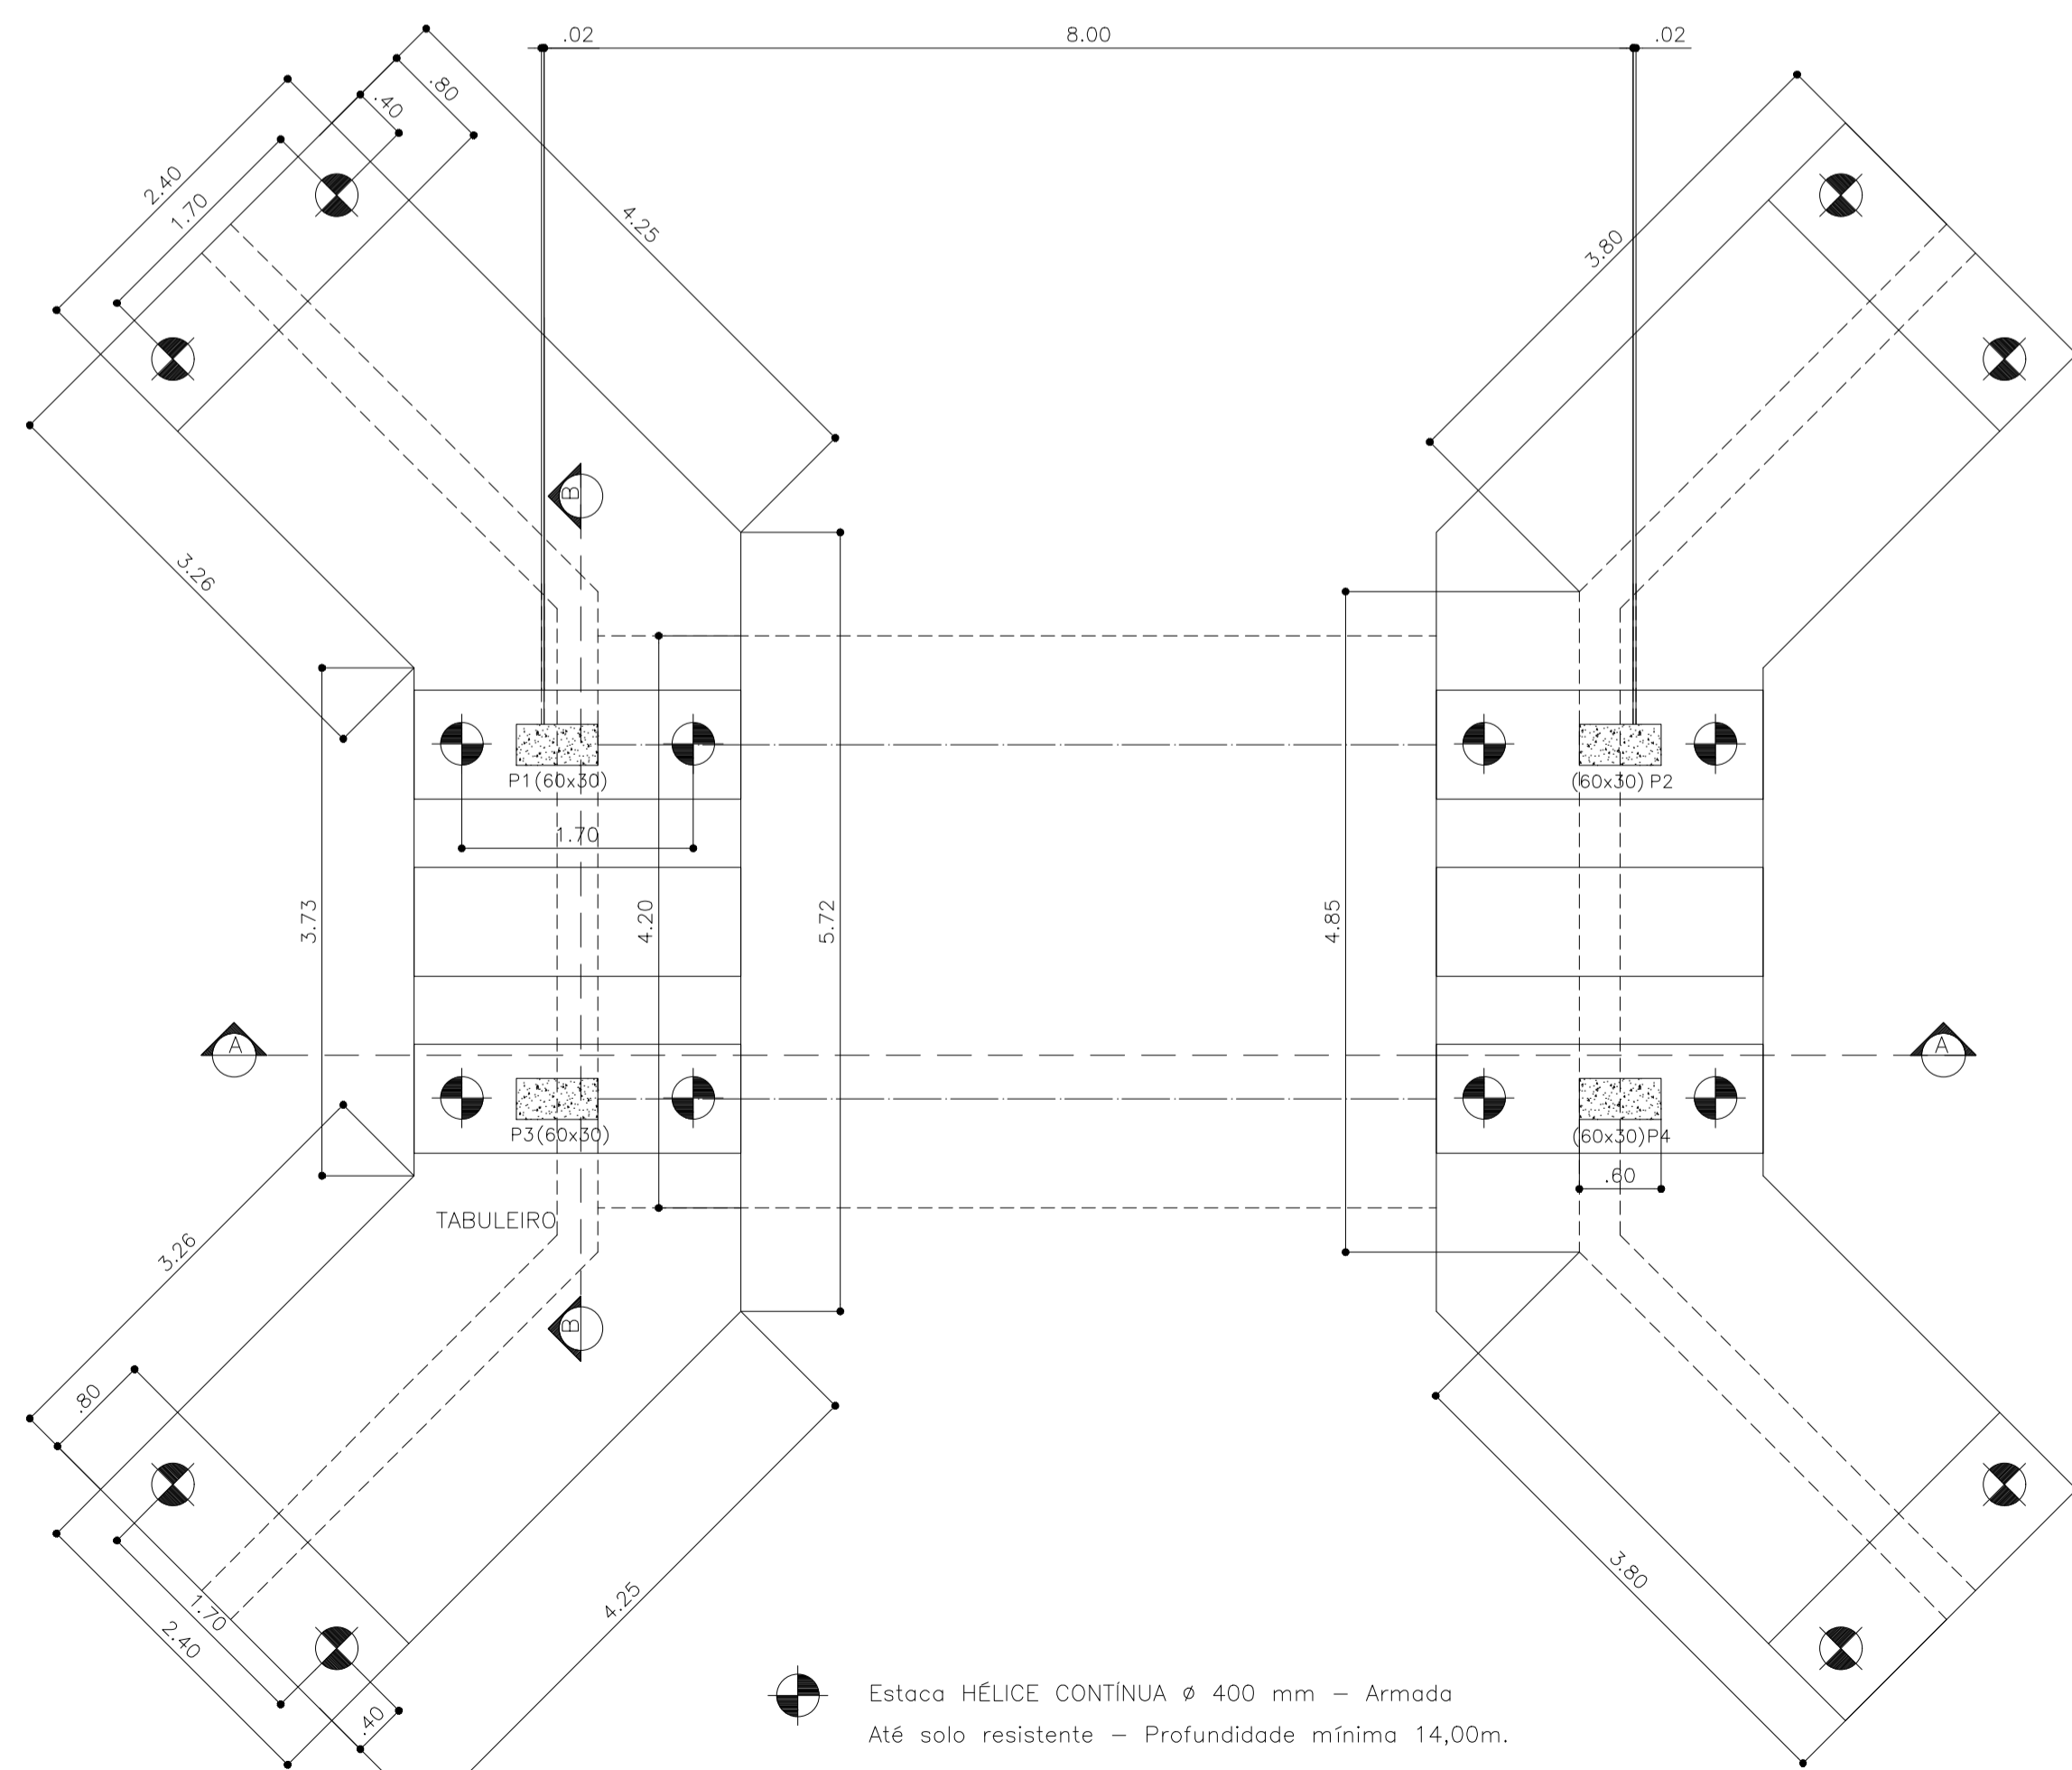 .02
8.00
.02
.80
.40
2.40
1.70
4.25
3.80
B
3.26
P1(60x30)
(60x30) P2
1.70
3.73
4.20
5.72
4.85
A
A
P3(60x30)
(60x30)P4
.60
TABULEIRO
3.26
B
.80
1.70
2.40
4.25
3.80
.40
Estaca HÉLICE CONTÍNUA ø 400 mm – Armada
Até solo resistente – Profundidade mínima 14,00m.